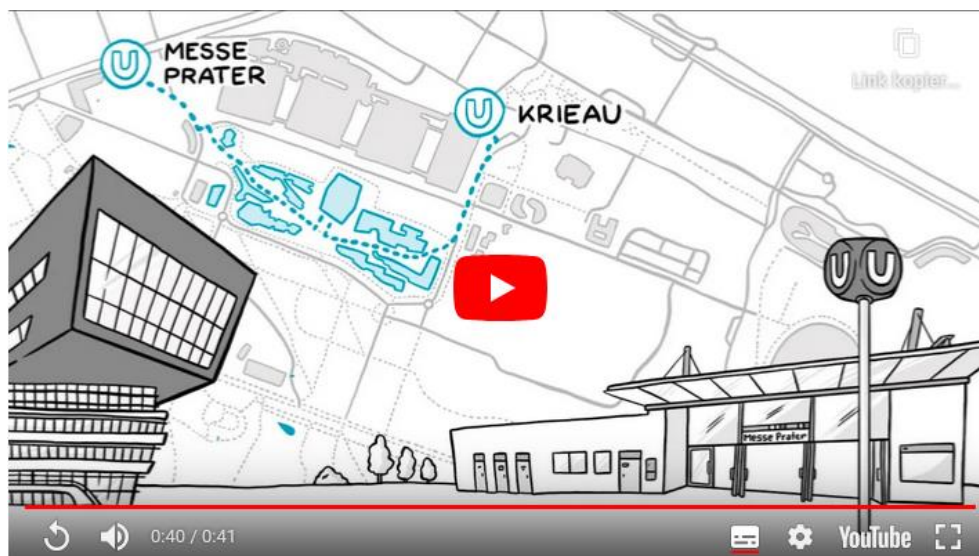 U MESSE
PRATER
U KRIEAU
Link kopier...
U U
Messe Prater
0:40 / 0:41
YouTube